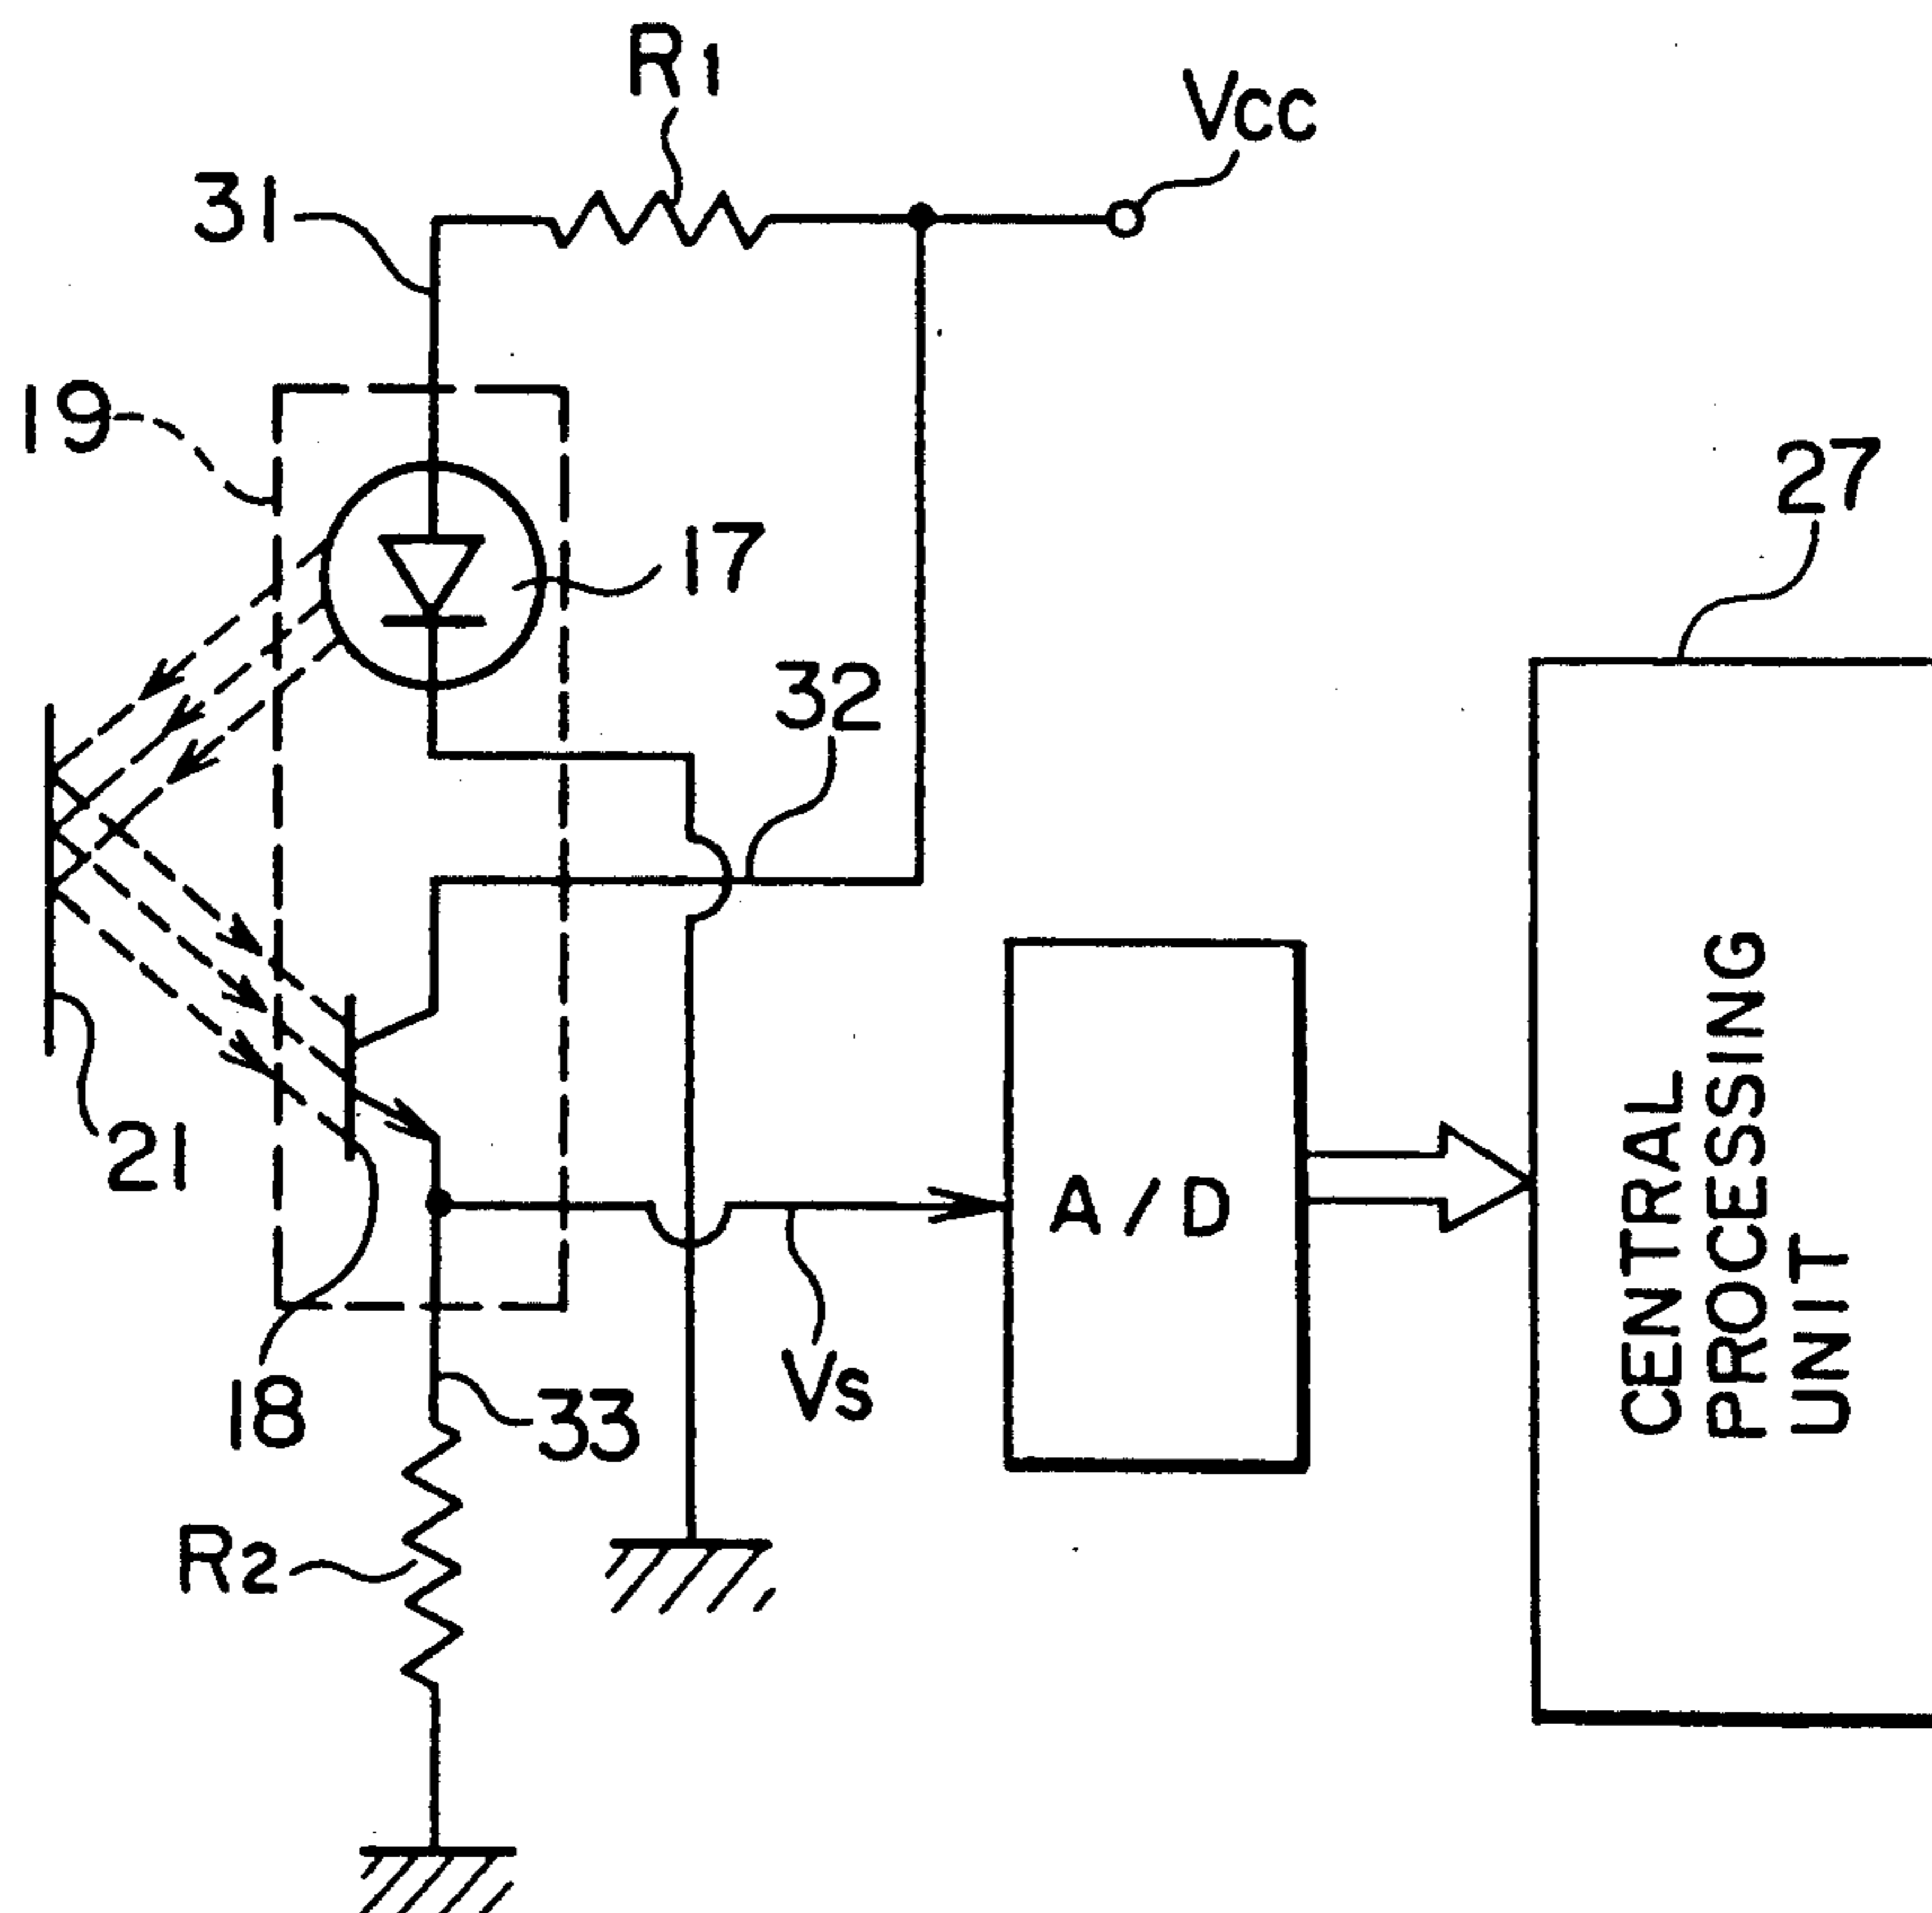 R1
Vcc
31
19
27
17
32
21
A/D
CENTRAL
PROCESSING
UNIT
18
33
Vs
R2